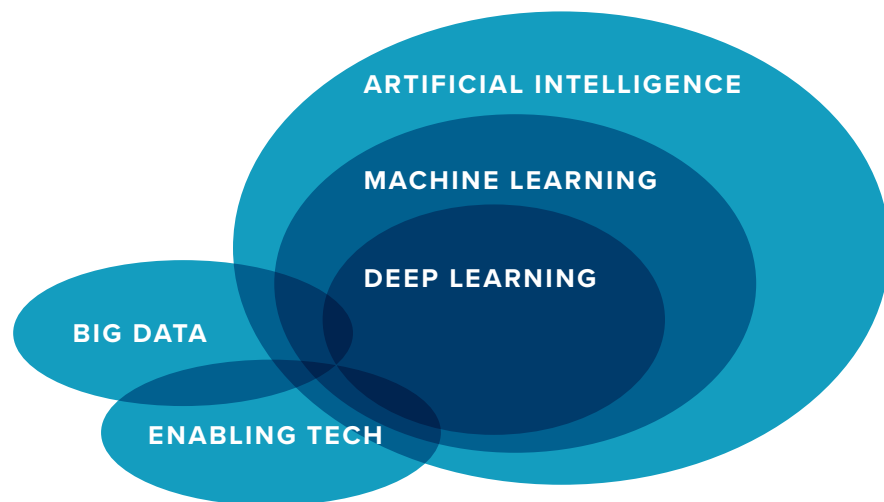 ARTIFICIAL INTELLIGENCE
MACHINE LEARNING
DEEP LEARNING
BIG DATA
ENABLING TECH